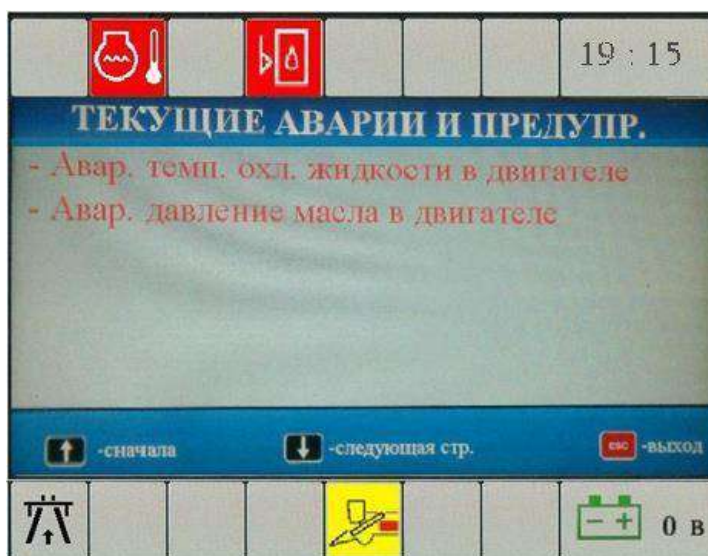 19 : 15
ТЕКУЩИЕ АВАРИИ И ПРЕДУПР.
- Авар. темп. охл. жидкости в двигателе
- Авар. давление масла в двигателе
-сначала
-следующая стр.
esc -выход
- +
0 в